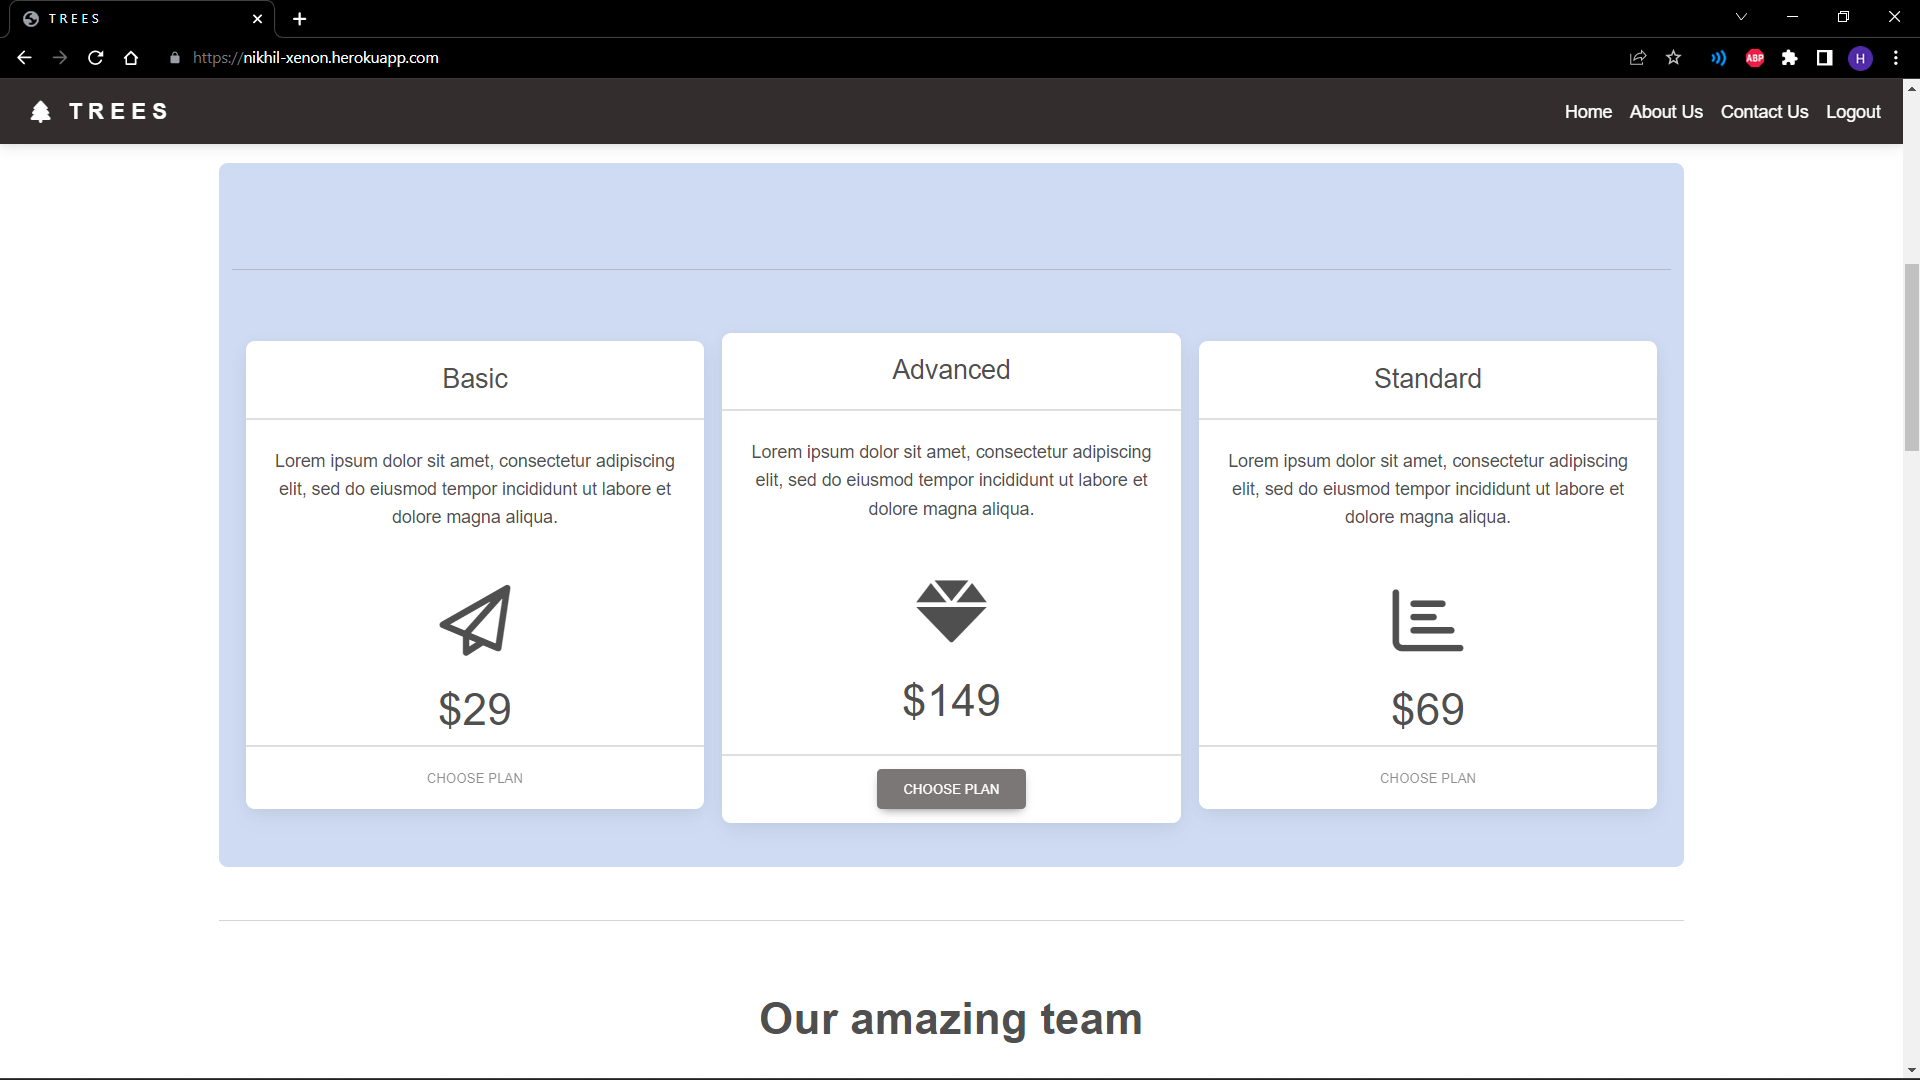 T R E E S
https://nikhil-xenon.herokuapp.com
ABP
H
T R E E S
Home About Us Contact Us Logout
Basic
Lorem ipsum dolor sit amet, consectetur adipiscing
elit, sed do eiusmod tempor incididunt ut labore et
dolore magna aliqua.
$29
CHOOSE PLAN
Advanced
Lorem ipsum dolor sit amet, consectetur adipiscing
elit, sed do eiusmod tempor incididunt ut labore et
dolore magna aliqua.
$149
CHOOSE PLAN
Standard
Lorem ipsum dolor sit amet, consectetur adipiscing
elit, sed do eiusmod tempor incididunt ut labore et
dolore magna aliqua.
$69
CHOOSE PLAN
Our amazing team